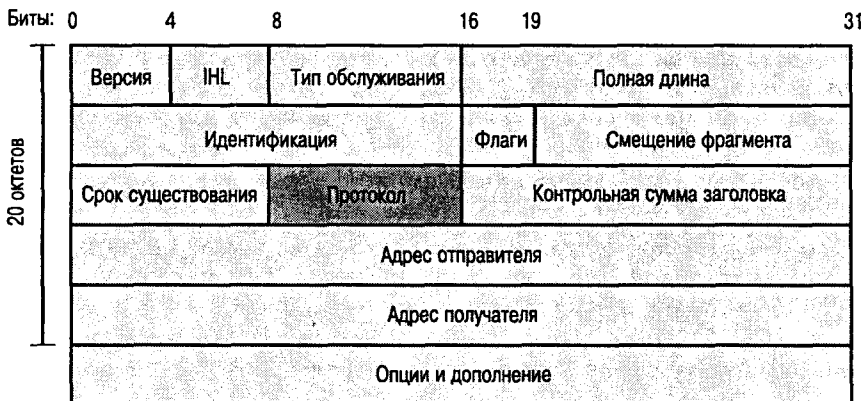 Биты: 0 4 8 16 19 31
Версия IHL Тип обслуживания Полная длина
Идентификация Флаги Смещение фрагмента
Срок существования Протокол Контрольная сумма заголовка
Адрес отправителя
Адрес получателя
Опции и дополнение
20 октетов